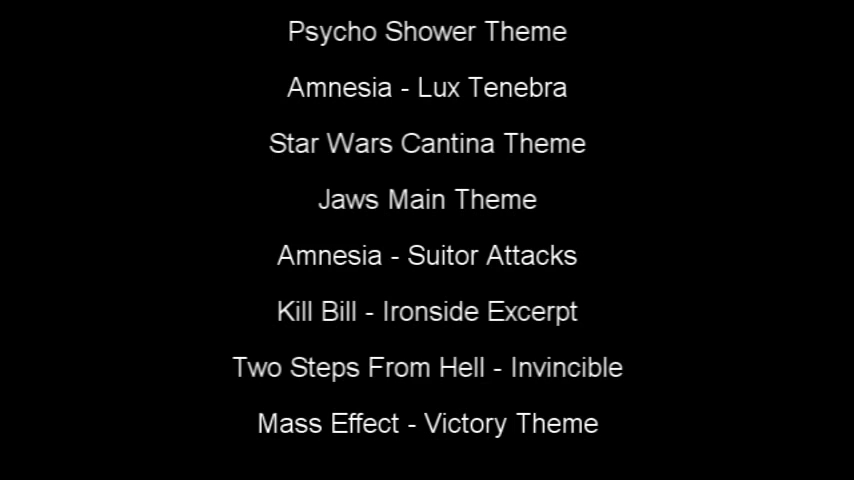 Psycho Shower Theme
Amnesia - Lux Tenebra
Star Wars Cantina Theme
Jaws Main Theme
Amnesia - Suitor Attacks
Kill Bill - Ironside Excerpt
Two Steps From Hell - Invincible
Mass Effect - Victory Theme